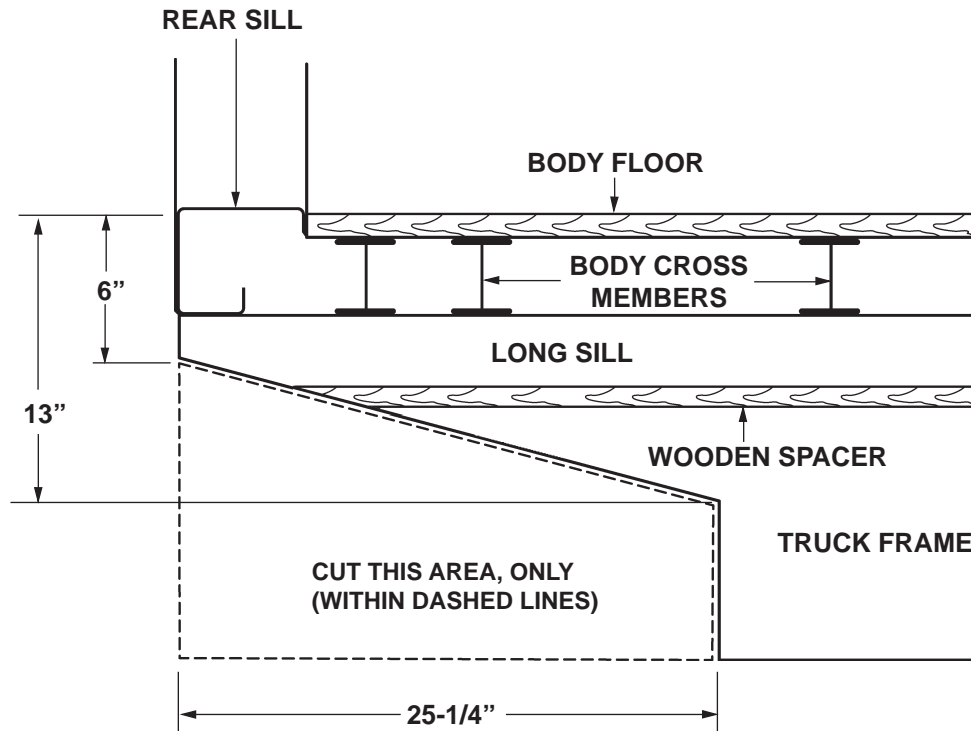 REAR SILL
BODY FLOOR
BODY CROSS
MEMBERS
6”
LONG SILL
13”
WOODEN SPACER
TRUCK FRAME
CUT THIS AREA, ONLY
(WITHIN DASHED LINES)
25-1/4”